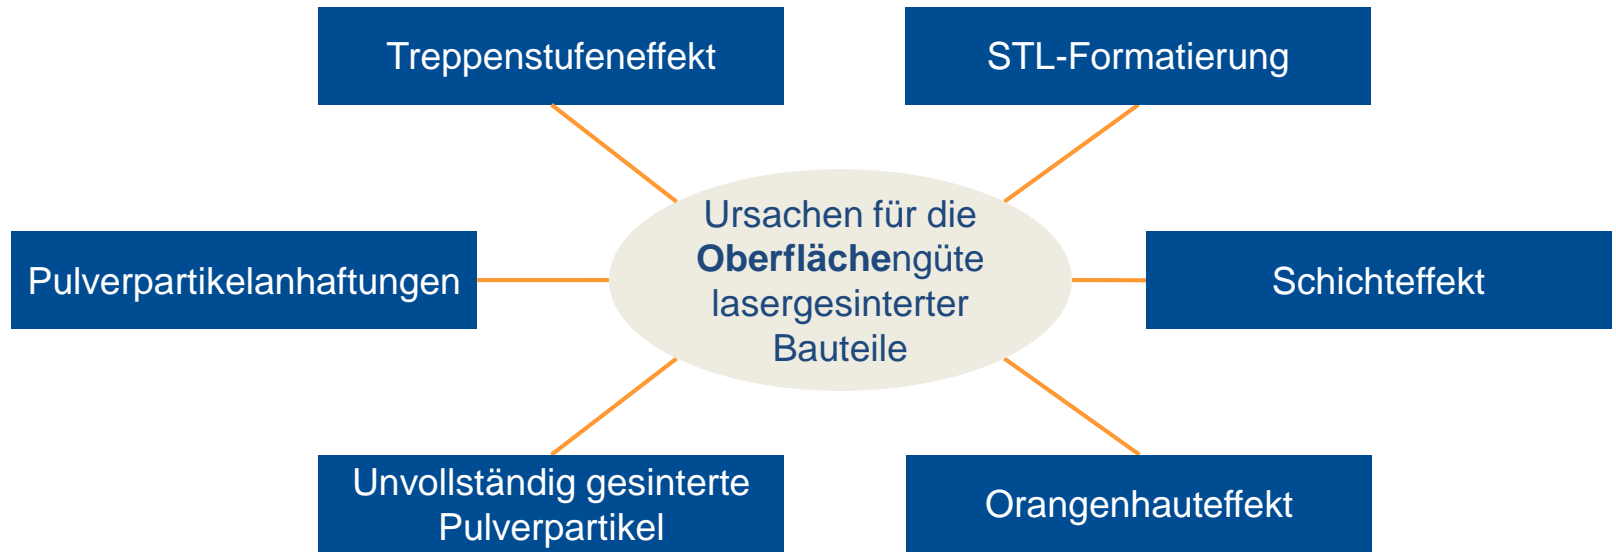 Treppenstufeneffekt
STL-Formatierung
Ursachen für die
Oberflächengüte
lasergesinterter
Bauteile
Pulverpartikelanhaftungen
Schichteffekt
Unvollständig gesinterte
Pulverpartikel
Orangenhauteffekt